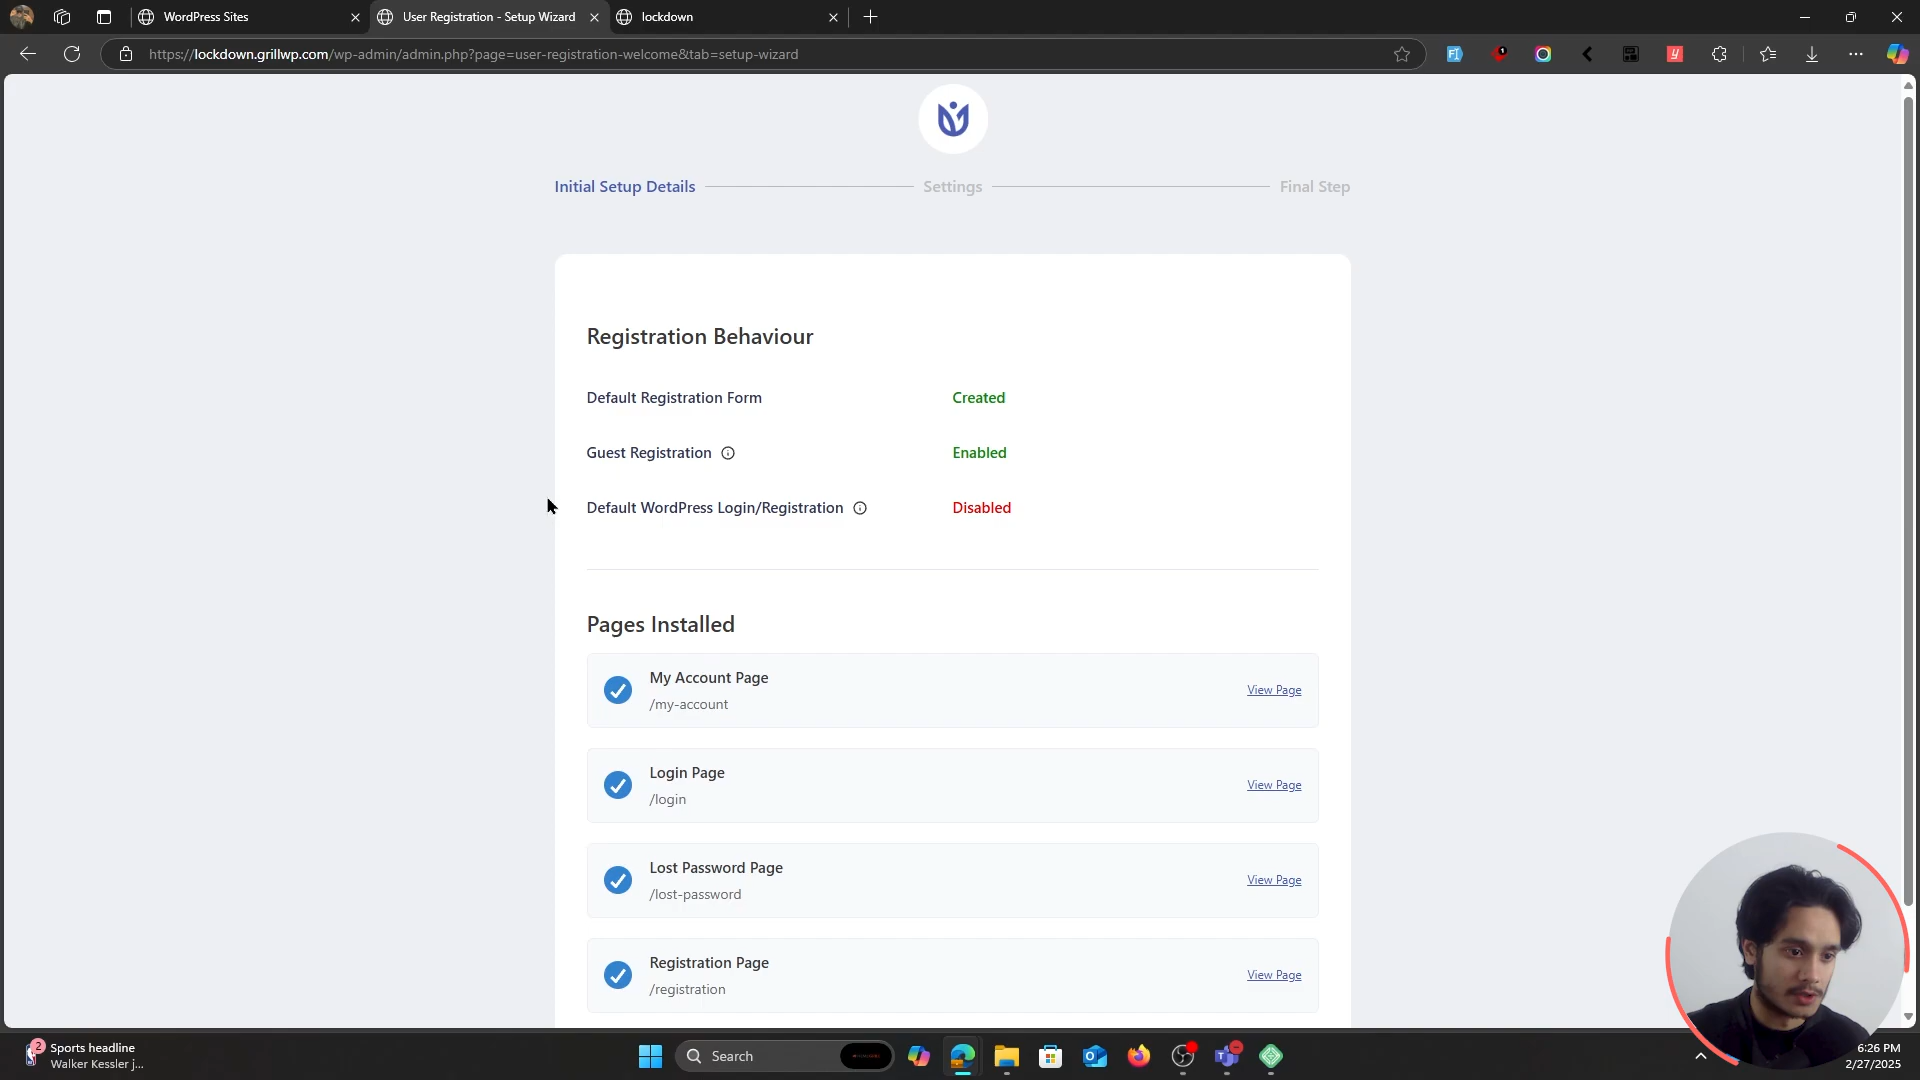 WordPress Sites
User Registration - Setup Wizard
lockdown
https://lockdown.grillwp.com/wp-admin/admin.php?page=user-registration-welcome&tab=setup-wizard
Initial Setup Details
Settings
Final Step
Registration Behaviour
Default Registration Form
Created
Guest Registration
Enabled
Default WordPress Login/Registration
Disabled
Pages Installed
My Account Page
/my-account
View Page
Login Page
/login
View Page
Lost Password Page
/lost-password
View Page
Registration Page
/registration
View Page
2
Sports headline
Walker Kessler j...
Search
6:26 PM
2/27/2025